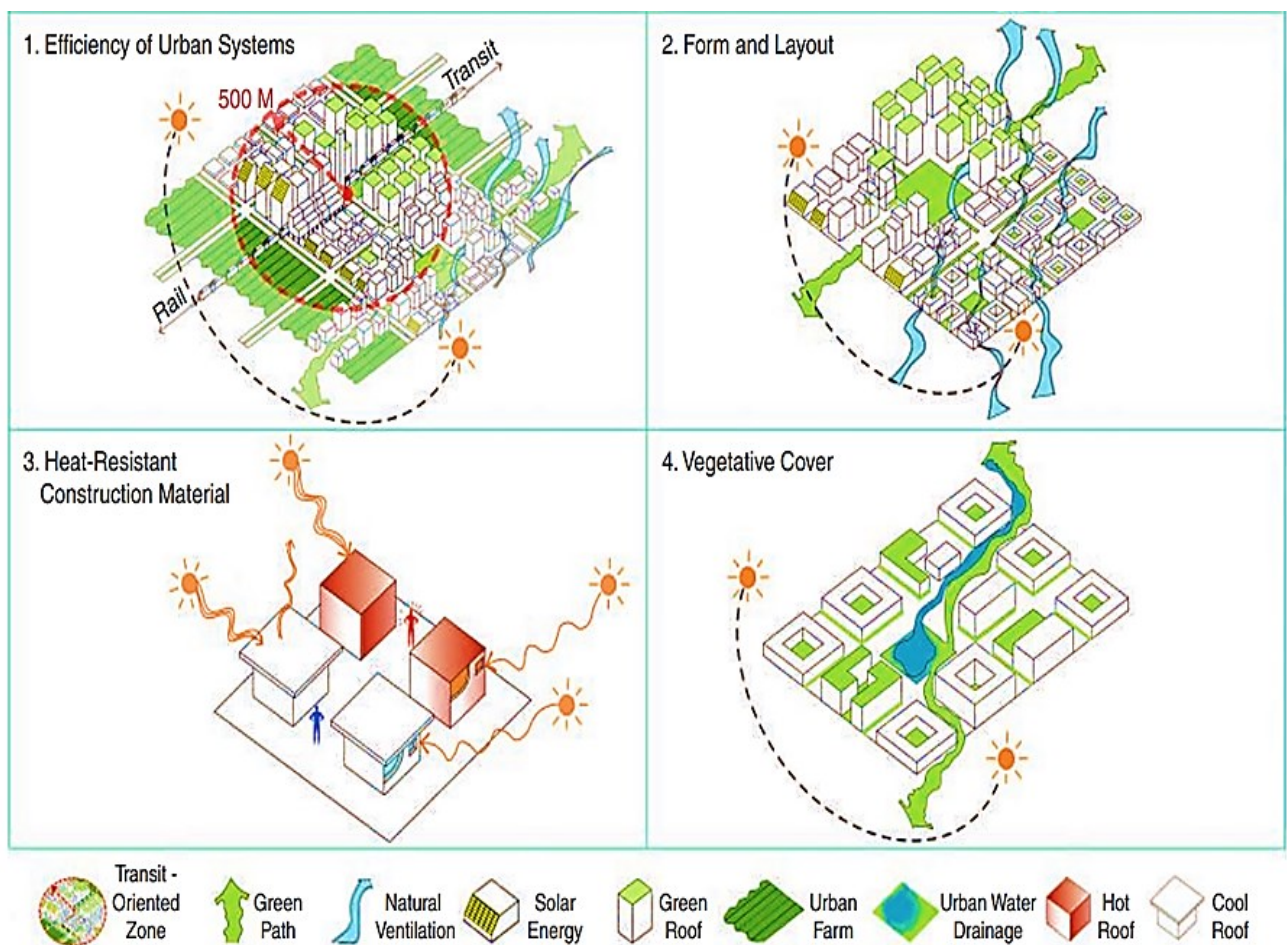 1. Efficiency of Urban Systems
Transit
500 M
Rail
2. Form and Layout
3. Heat-Resistant
Construction Material
4. Vegetative Cover
Transit -
Oriented
Zone
Green
Path
Natural
Ventilation
Solar
Energy
Green
Roof
Urban
Farm
Urban Water
Drainage
Hot
Roof
Cool
Roof